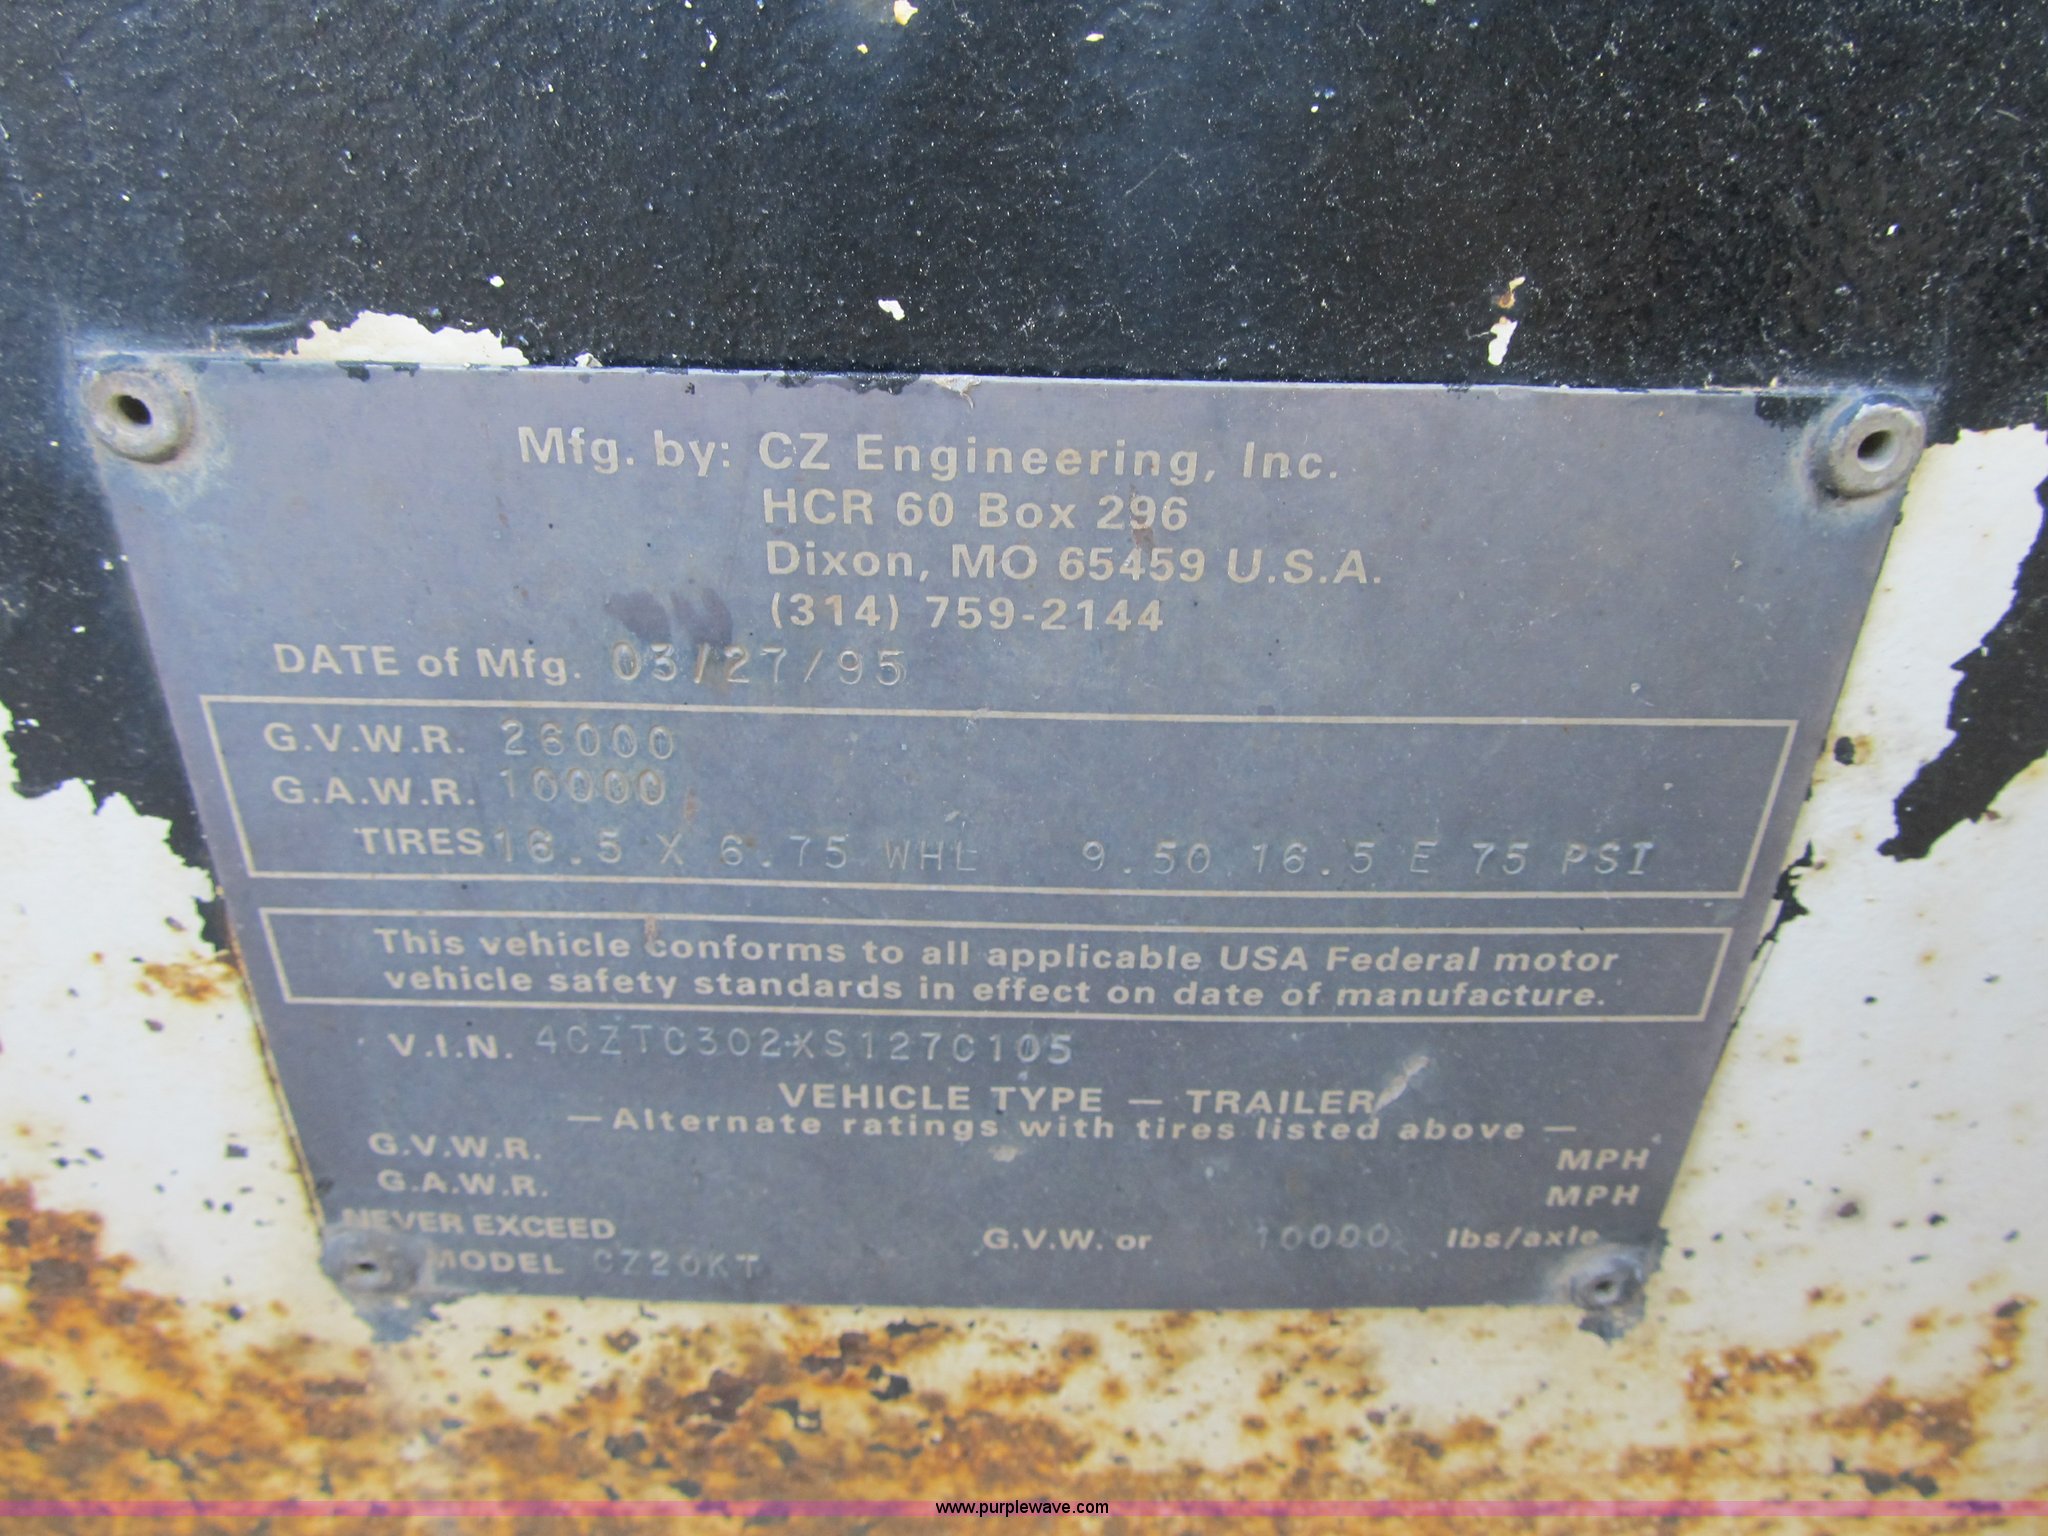 Mfg. by: CZ Engineering, Inc.
HCR 60 Box 296
Dixon, MO 65459 U.S.A.
(314) 759-2144
DATE of Mfg. 03/27/95
G.V.W.R. 26000
G.A.W.R. 10000
TIRES 16.5 X 6.75 WHL 9.50 16.5 E 75 PSI
This vehicle conforms to all applicable USA Federal motor
vehicle safety standards in effect on date of manufacture.
V.I.N. 4CZTC302XS127C105
VEHICLE TYPE — TRAILER
—Alternate ratings with tires listed above —
G.V.W.R. MPH
G.A.W.R. MPH
NEVER EXCEED G.V.W. or 10000 lbs/axle
MODEL CZ20KT
www.purplewave.com